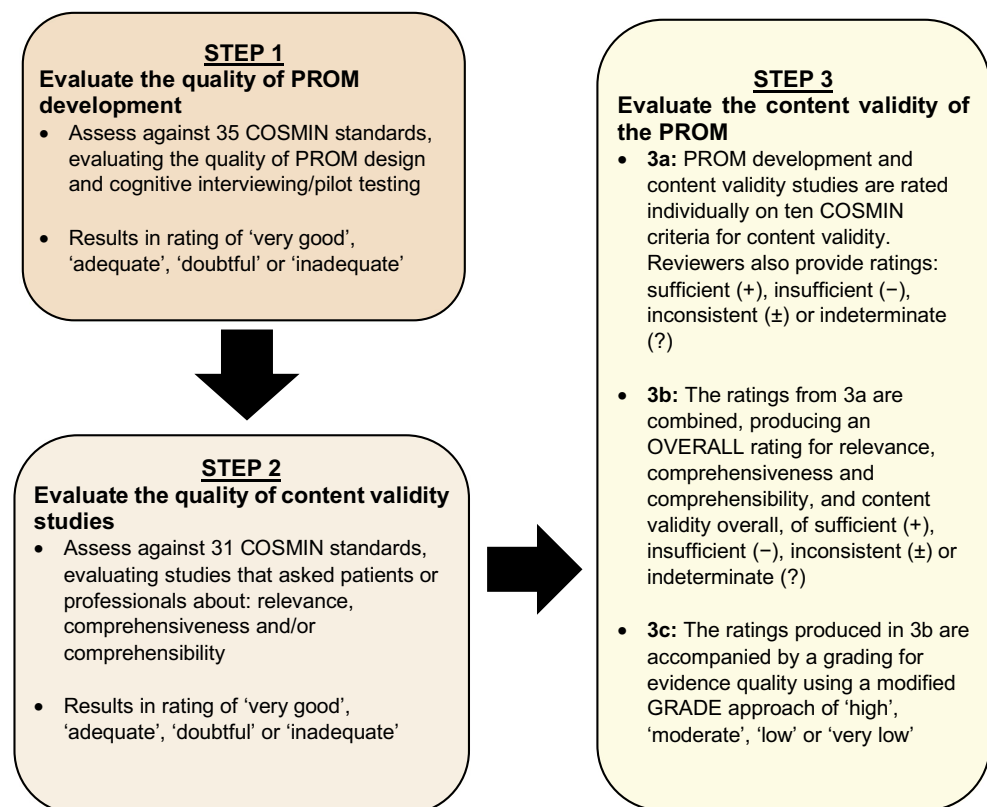 STEP 1
Evaluate the quality of PROM
development
• Assess against 35 COSMIN standards,
evaluating the quality of PROM design
and cognitive interviewing/pilot testing
• Results in rating of ‘very good’,
‘adequate’, ‘doubtful’ or ‘inadequate’
STEP 2
Evaluate the quality of content validity
studies
• Assess against 31 COSMIN standards,
evaluating studies that asked patients or
professionals about: relevance,
comprehensiveness and/or
comprehensibility
• Results in rating of ‘very good’,
‘adequate’, ‘doubtful’ or ‘inadequate’
STEP 3
Evaluate the content validity of
the PROM
• 3a: PROM development and
content validity studies are rated
individually on ten COSMIN
criteria for content validity.
Reviewers also provide ratings:
sufficient (+), insufficient (−),
inconsistent (±) or indeterminate
(?)
• 3b: The ratings from 3a are
combined, producing an
OVERALL rating for relevance,
comprehensiveness and
comprehensibility, and content
validity overall, of sufficient (+),
insufficient (−), inconsistent (±) or
indeterminate (?)
• 3c: The ratings produced in 3b are
accompanied by a grading for
evidence quality using a modified
GRADE approach of ‘high’,
‘moderate’, ‘low’ or ‘very low’